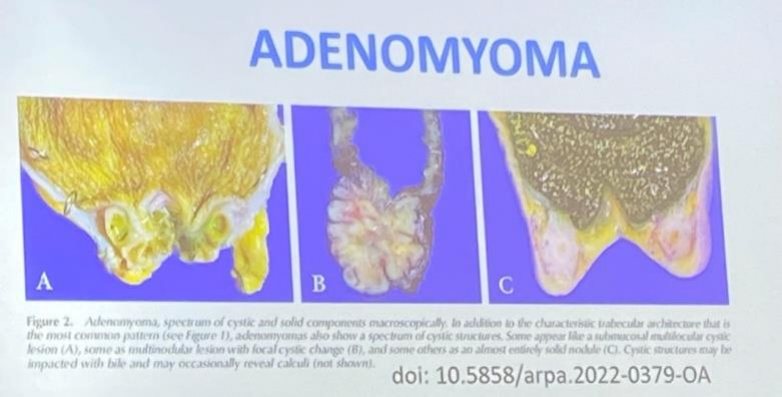 ADENOMYOMA
A
B
C
Figure 2. Adenomyoma, spectrum of cystic and solid components macroscopically. In addition to the characteristic trabecular architecture that is
the most common pattern (see Figure 1), adenomyomas also show a spectrum of cystic structures. Some appear like a submucosal multilocular cystic
lesion (A), some as multinodular lesion with focal cystic change (B), and some others as an almost entirely solid nodule (C). Cystic structures may be
impacted with bile and may occasionally reveal calculi (not shown).
doi: 10.5858/arpa.2022-0379-OA